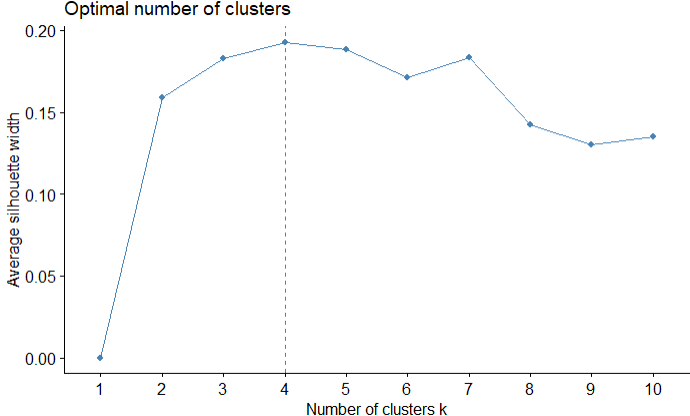 Optimal number of clusters
0.20
0.15
0.10
0.05
0.00
Average silhouette width
1 2 3 4 5 6 7 8 9 10
Number of clusters k